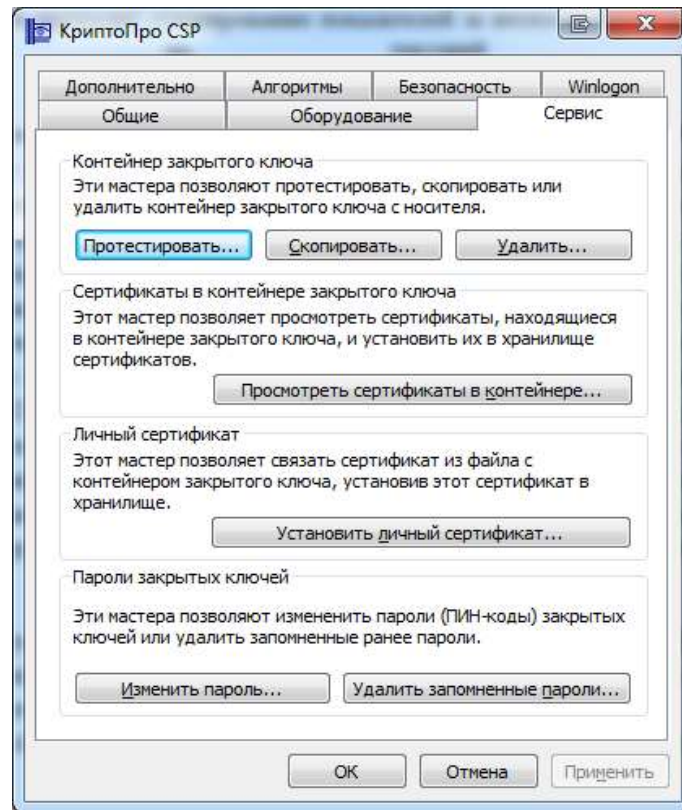 КриптоПро CSP
Дополнительно Алгоритмы Безопасность Winlogon
Общие Оборудование Сервис
Контейнер закрытого ключа
Эти мастера позволяют протестировать, скопировать или
удалить контейнер закрытого ключа с носителя.
Протестировать... Скопировать... Удалить...
Сертификаты в контейнере закрытого ключа
Этот мастер позволяет просмотреть сертификаты, находящиеся
в контейнере закрытого ключа, и установить их в хранилище
сертификатов.
Просмотреть сертификаты в контейнере...
Личный сертификат
Этот мастер позволяет связать сертификат из файла с
контейнером закрытого ключа, установив этот сертификат в
хранилище.
Установить личный сертификат...
Пароли закрытых ключей
Эти мастера позволяют измененить пароли (ПИН-коды) закрытых
ключей или удалить запомненные ранее пароли.
Изменить пароль... Удалить запомненные пароли...
ОК Отмена Применить